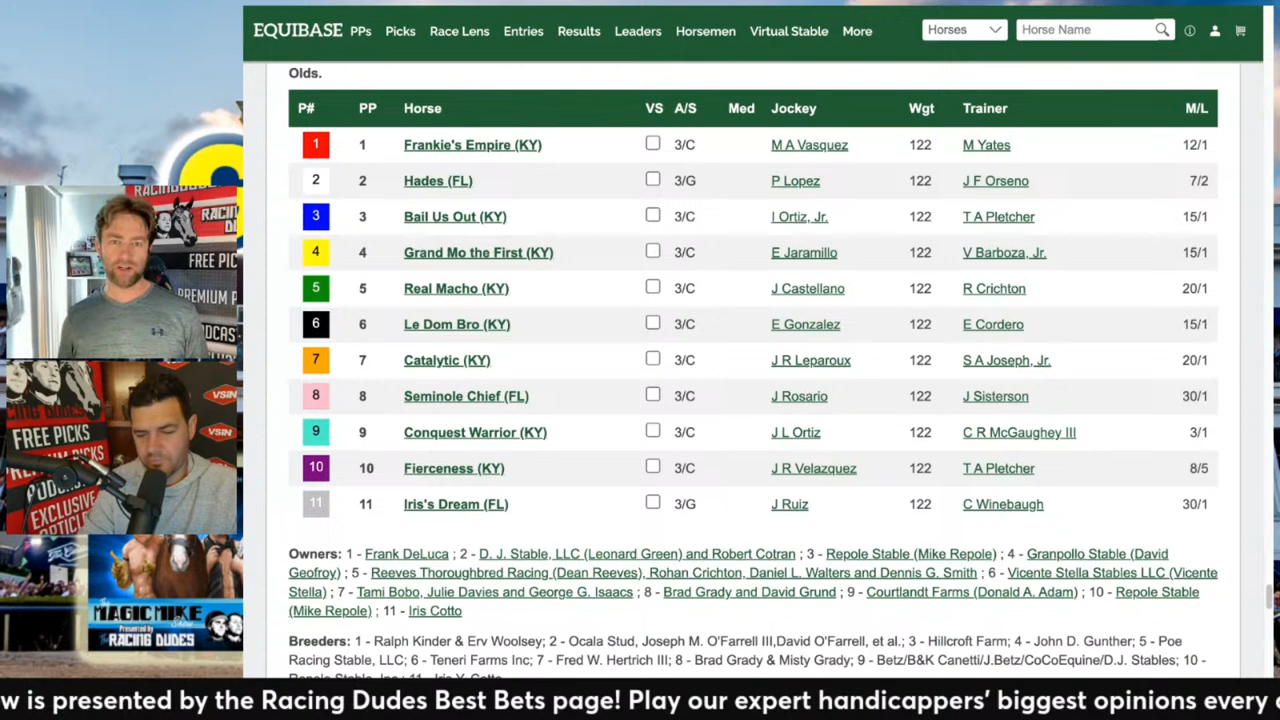 EQUIBASE PPs Picks Race Lens Entries Results Leaders Horsemen Virtual Stable More Horses Horse Name
Olds.
P# PP Horse VS A/S Med Jockey Wgt Trainer M/L
1 1 Frankie's Empire (KY) 3/C M A Vasquez 122 M Yates 12/1
2 2 Hades (FL) 3/G P Lopez 122 J F Orseno 7/2
3 3 Bail Us Out (KY) 3/C I Ortiz, Jr. 122 T A Pletcher 15/1
4 4 Grand Mo the First (KY) 3/C E Jaramillo 122 V Barboza, Jr. 15/1
5 5 Real Macho (KY) 3/C J Castellano 122 R Crichton 20/1
6 6 Le Dom Bro (KY) 3/C E Gonzalez 122 E Cordero 15/1
7 7 Catalytic (KY) 3/C J R Leparoux 122 S A Joseph, Jr. 20/1
8 8 Seminole Chief (FL) 3/C J Rosario 122 J Sisterson 30/1
9 9 Conquest Warrior (KY) 3/C J L Ortiz 122 C R McGaughey III 3/1
10 10 Fierceness (KY) 3/C J R Velazquez 122 T A Pletcher 8/5
11 11 Iris's Dream (FL) 3/G J Ruiz 122 C Winebaugh 30/1
Owners: 1 - Frank DeLuca ; 2 - D. J. Stable, LLC (Leonard Green) and Robert Cotran ; 3 - Repole Stable (Mike Repole) ; 4 - Granpollo Stable (David
Geofroy) ; 5 - Reeves Thoroughbred Racing (Dean Reeves), Rohan Crichton, Daniel L. Walters and Dennis G. Smith ; 6 - Vicente Stella Stables LLC (Vicente
Stella) ; 7 - Tami Bobo, Julie Davies and George G. Isaacs ; 8 - Brad Grady and David Grund ; 9 - Courtlandt Farms (Donald A. Adam) ; 10 - Repole Stable
(Mike Repole) ; 11 - Iris Cotto
Breeders: 1 - Ralph Kinder & Erv Woolsey; 2 - Ocala Stud, Joseph M. O'Farrell III,David O'Farrell, et al.; 3 - Hillcroft Farm; 4 - John D. Gunther; 5 - Poe
Racing Stable, LLC; 6 - Teneri Farms Inc; 7 - Fred W. Hertrich III; 8 - Brad Grady & Misty Grady; 9 - Betz/B&K Canetti/J.Betz/CoCoEquine/D.J. Stables; 10 -
FREE PIC
PREMIUM P
FREE PICKS
EXCLUSIVE
VSiN
VSiN
THE
MAGIC MIKE
Presented by
RACING DUDES
w is presented by the Racing Dudes Best Bets page! Play our expert handicappers' biggest opinions every